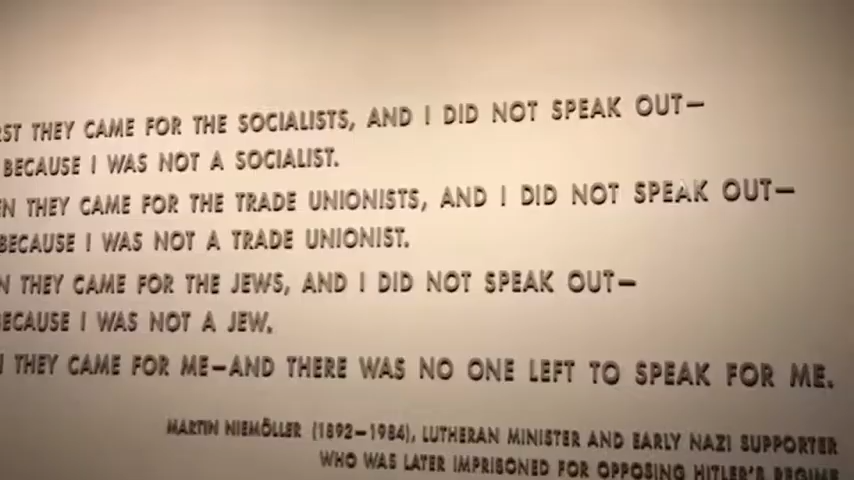 RST THEY CAME FOR THE SOCIALISTS, AND I DID NOT SPEAK OUT—
BECAUSE I WAS NOT A SOCIALIST.
EN THEY CAME FOR THE TRADE UNIONISTS, AND I DID NOT SPEAK OUT—
BECAUSE I WAS NOT A TRADE UNIONIST.
N THEY CAME FOR THE JEWS, AND I DID NOT SPEAK OUT—
ECAUSE I WAS NOT A JEW.
THEY CAME FOR ME—AND THERE WAS NO ONE LEFT TO SPEAK FOR ME.
MARTIN NIEMÖLLER (1892–1984), LUTHERAN MINISTER AND EARLY NAZI SUPPORTER
WHO WAS LATER IMPRISONED FOR OPPOSING HITLER'S REGIME